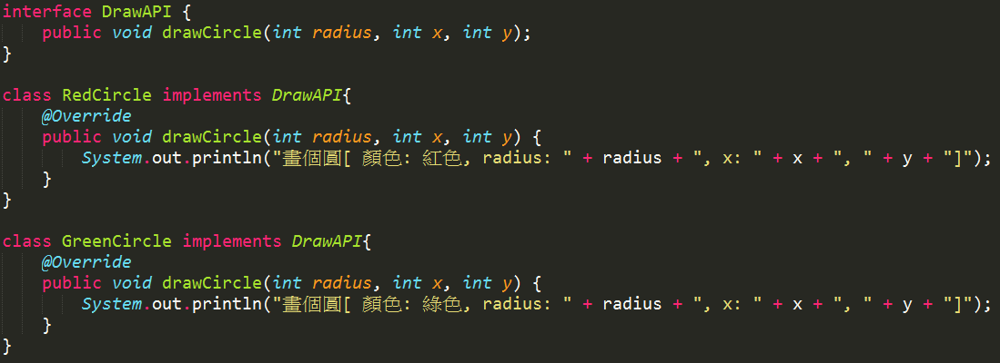 interface DrawAPI {
    public void drawCircle(int radius, int x, int y);
}
class RedCircle implements DrawAPI{
    @Override
    public void drawCircle(int radius, int x, int y) {
        System.out.println("畫個圓[ 顏色: 紅色, radius: " + radius + ", x: " + x + ", " + y + "]");
    }
}
class GreenCircle implements DrawAPI{
    @Override
    public void drawCircle(int radius, int x, int y) {
        System.out.println("畫個圓[ 顏色: 綠色, radius: " + radius + ", x: " + x + ", " + y + "]");
    }
}